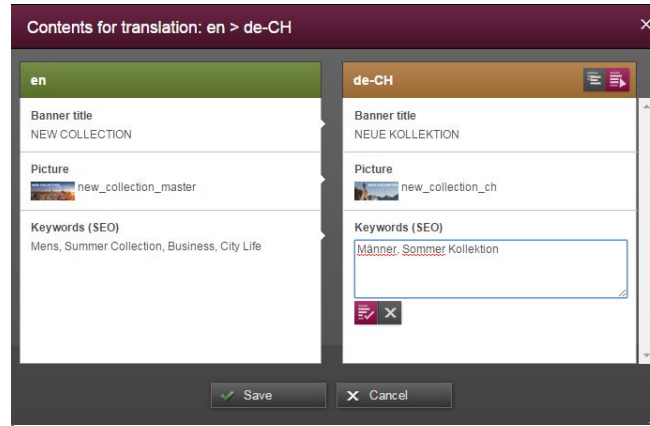 Contents for translation: en > de-CH
en
Banner title
NEW COLLECTION
Picture
new_collection_master
Keywords (SEO)
Mens, Summer Collection, Business, City Life
de-CH
Banner title
NEUE KOLLEKTION
Picture
new_collection_ch
Keywords (SEO)
Männer, Sommer Kollektion
Save
Cancel